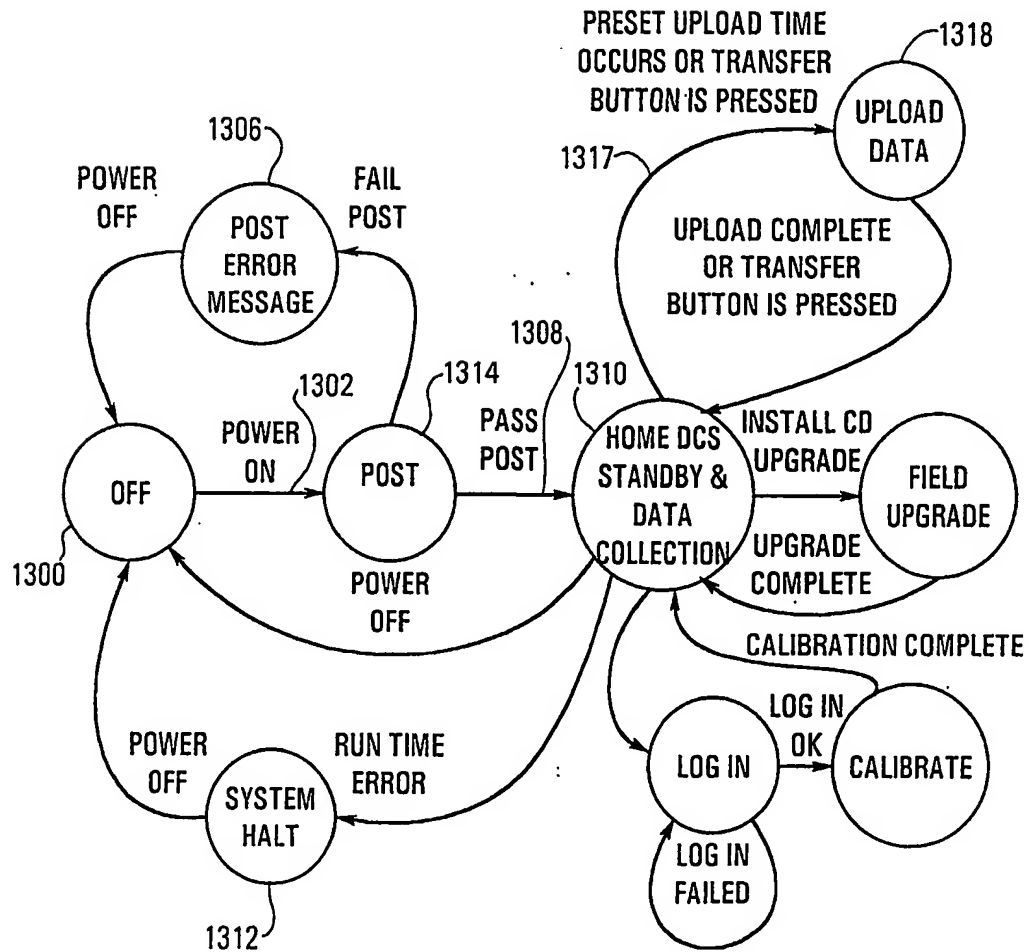 PRESET UPLOAD TIME
OCCURS OR TRANSFER
BUTTON IS PRESSED
1318
UPLOAD
DATA
1317
UPLOAD COMPLETE
OR TRANSFER
BUTTON IS PRESSED
1306
POWER
OFF
FAIL
POST
POST
ERROR
MESSAGE
1302
POWER
ON
1314
1308
PASS
POST
1310
OFF
1300
POST
HOME DCS
STANDBY &
DATA
COLLECTION
INSTALL CD
UPGRADE
FIELD
UPGRADE
UPGRADE
COMPLETE
POWER
OFF
CALIBRATION COMPLETE
LOG IN
OK
LOG IN
CALIBRATE
LOG IN
FAILED
POWER
OFF
RUN TIME
ERROR
SYSTEM
HALT
1312